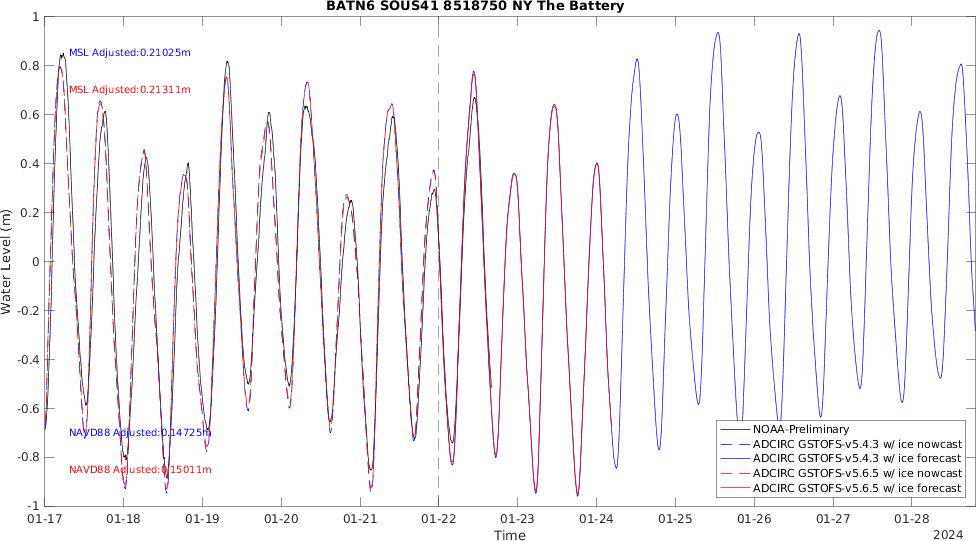 BATN6 SOUS41 8518750 NY The Battery
1
0.8
0.6
0.4
0.2
0
-0.2
-0.4
-0.6
-0.8
-1
Water Level (m)
MSL Adjusted:0.21025m
MSL Adjusted:0.21311m
NAVD88 Adjusted:0.14725m
NAVD88 Adjusted:0.15011m
NOAA-Preliminary
ADCIRC GSTOFS-v5.4.3 w/ ice nowcast
ADCIRC GSTOFS-v5.4.3 w/ ice forecast
ADCIRC GSTOFS-v5.6.5 w/ ice nowcast
ADCIRC GSTOFS-v5.6.5 w/ ice forecast
01-17 01-18 01-19 01-20 01-21 01-22 01-23 01-24 01-25 01-26 01-27 01-28
Time
2024